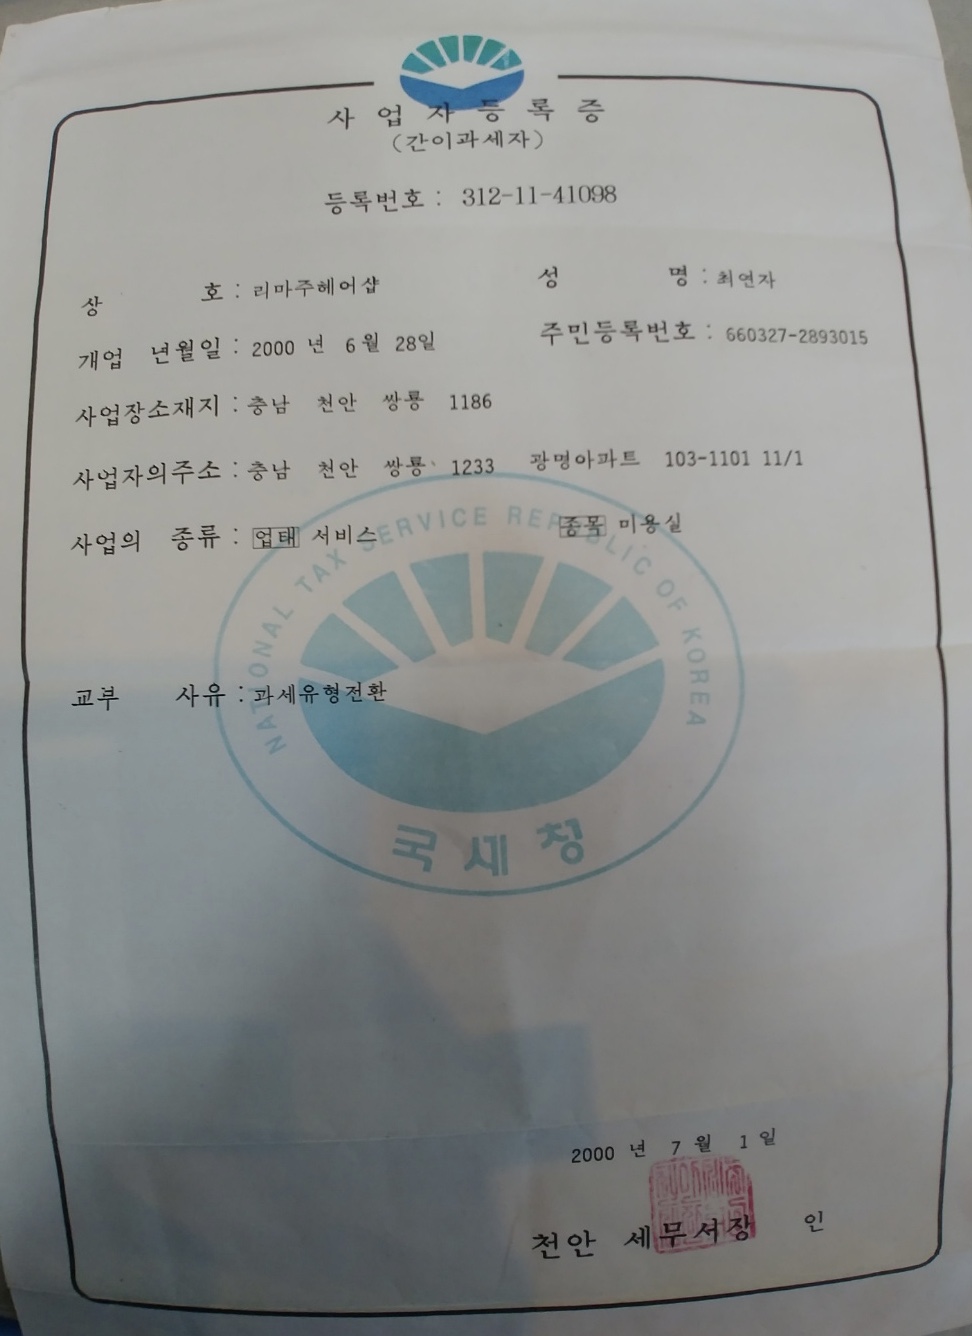 사 업 자 등 록 증
(간이과세자)
등록번호 : 312-11-41098
상 호 : 리마주헤어샵 성 명 : 최연자
개업 년월일 : 2000 년 6 월 28일 주민등록번호 : 660327-2893015
사업장소재지 : 충남 천안 쌍룡 1186
사업자의주소 : 충남 천안 쌍룡 1233 광명아파트 103-1101 11/1
사업의 종류 : 업태 서비스 종목 미용실
NATIONAL TAX SERVICE REPUBLIC OF KOREA
교부 사유 : 과세유형전환
국세청
2000 년 7 월 1 일
천안 세무서장 인